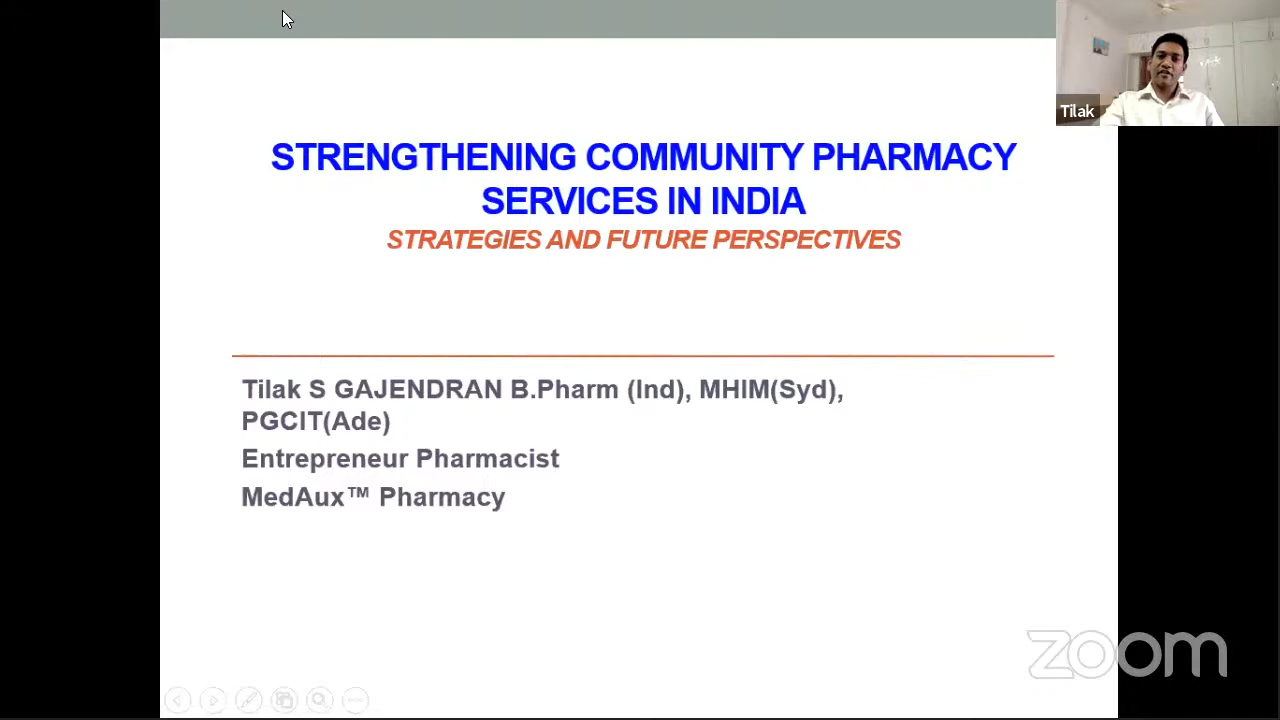 Tilak
STRENGTHENING COMMUNITY PHARMACY
SERVICES IN INDIA
STRATEGIES AND FUTURE PERSPECTIVES
Tilak S GAJENDRAN B.Pharm (Ind), MHIM(Syd),
PGCIT(Ade)
Entrepreneur Pharmacist
MedAux™ Pharmacy
zoom